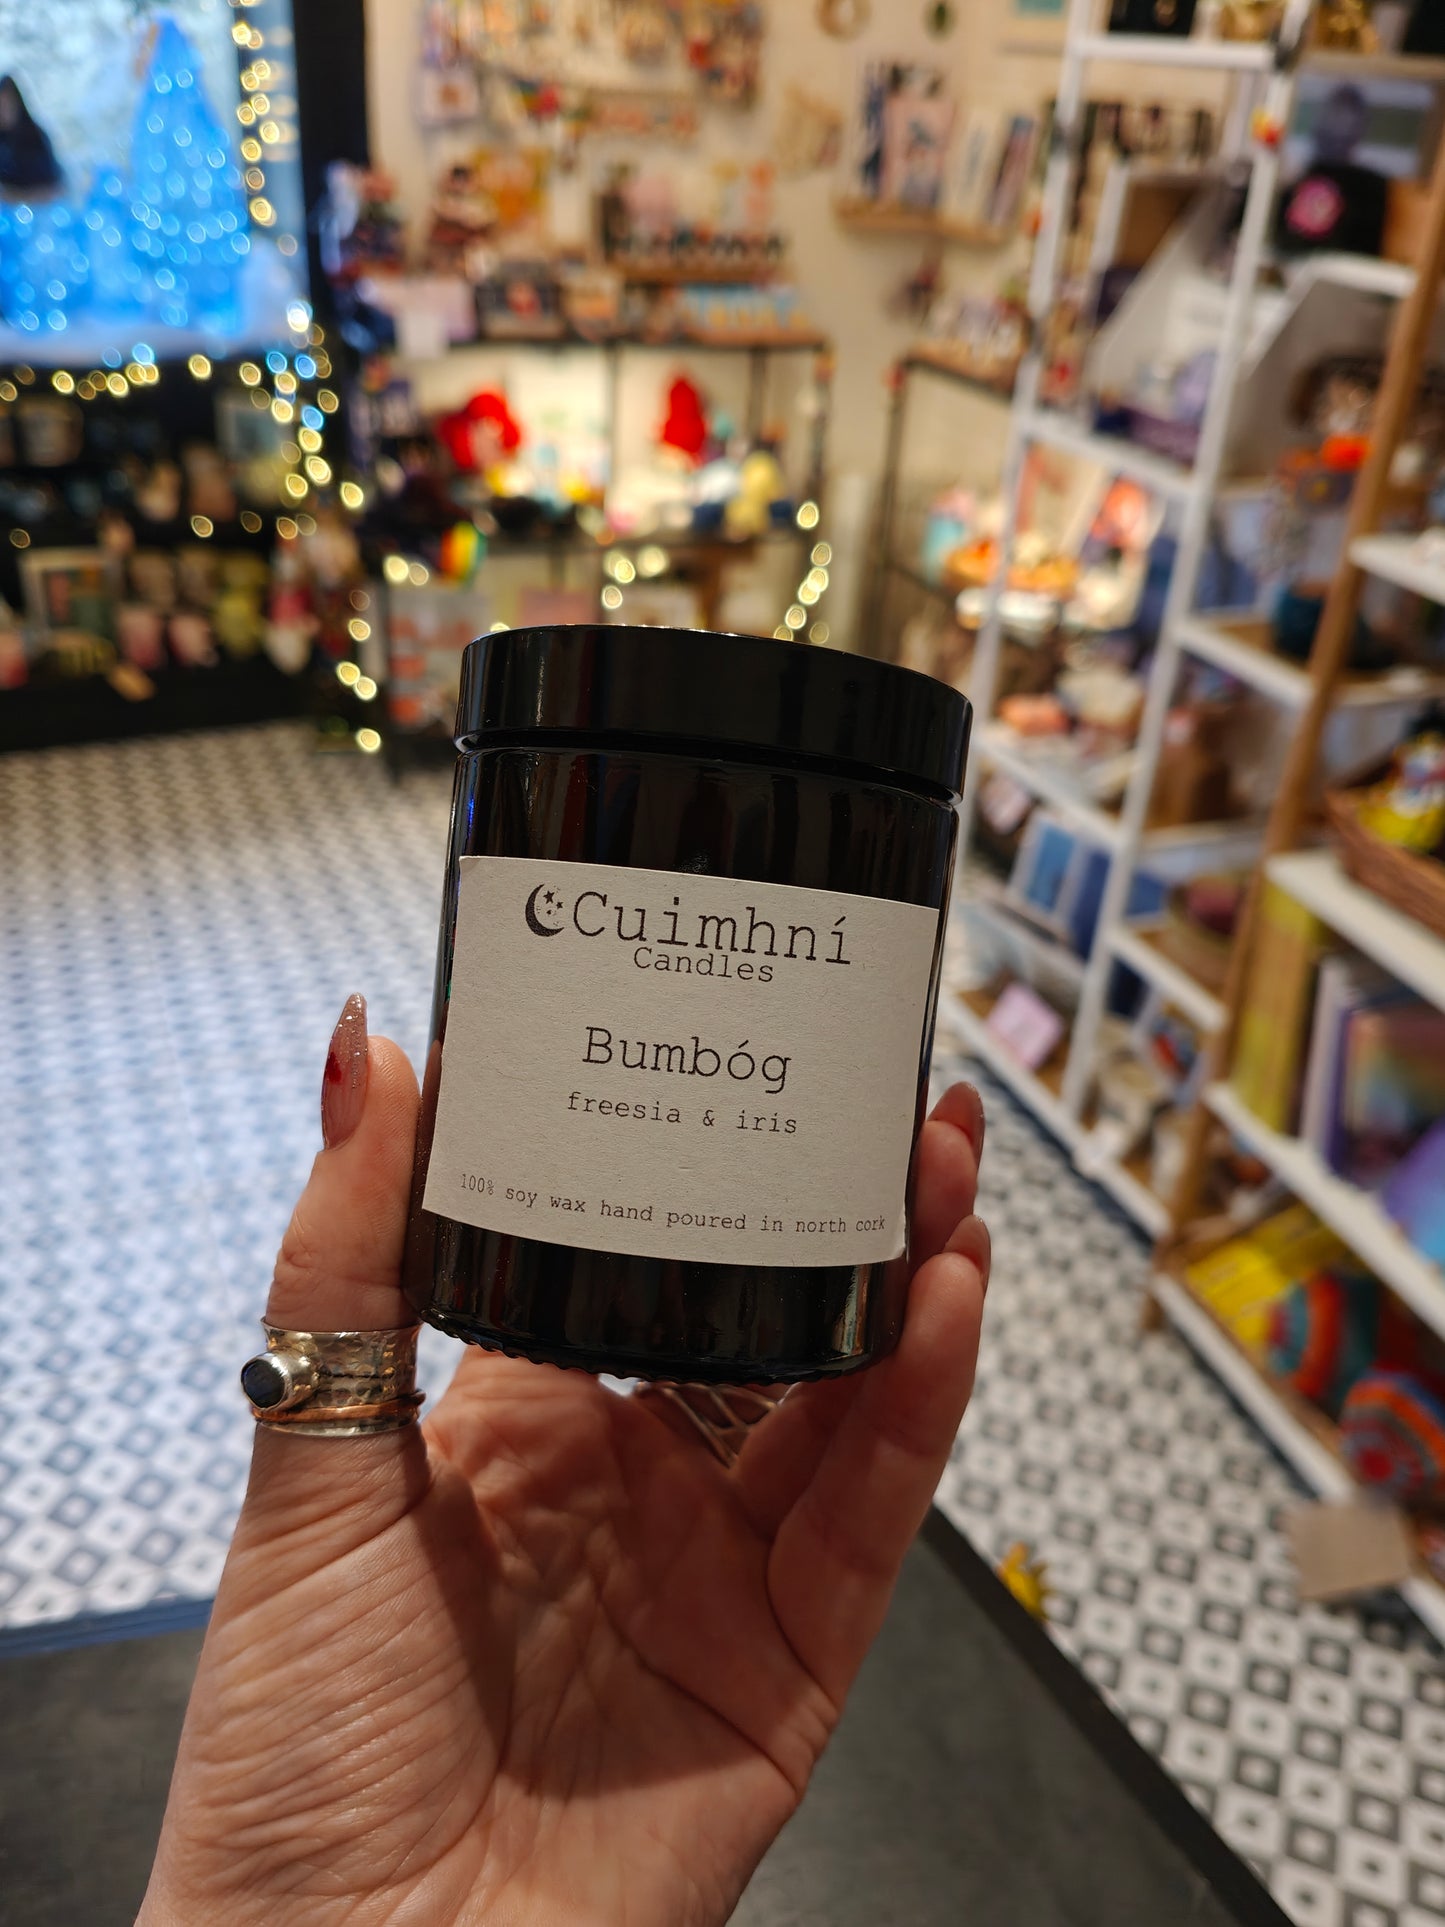 Cuimhní
Candles
Bumbóg
freesia & iris
100% soy wax hand poured in north cork